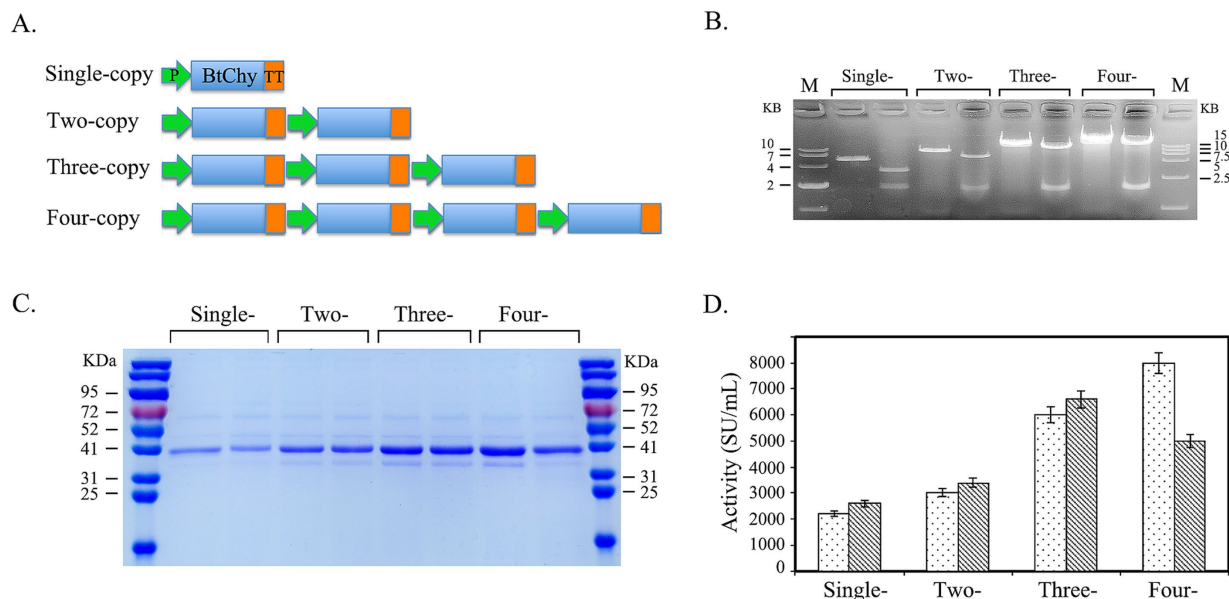 A.
Single-copy P BtChy TT
Two-copy
Three-copy
Four-copy
B.
M Single- Two- Three- Four- M
KB KB
10
7
4
2
15
10
7.5
5
2.5
C.
Single- Two- Three- Four-
KDa KDa
95
72
52
41
31
25
95
72
52
41
31
25
D.
Activity (SU/mL)
8000
7000
6000
5000
4000
3000
2000
1000
0
Single- Two- Three- Four-